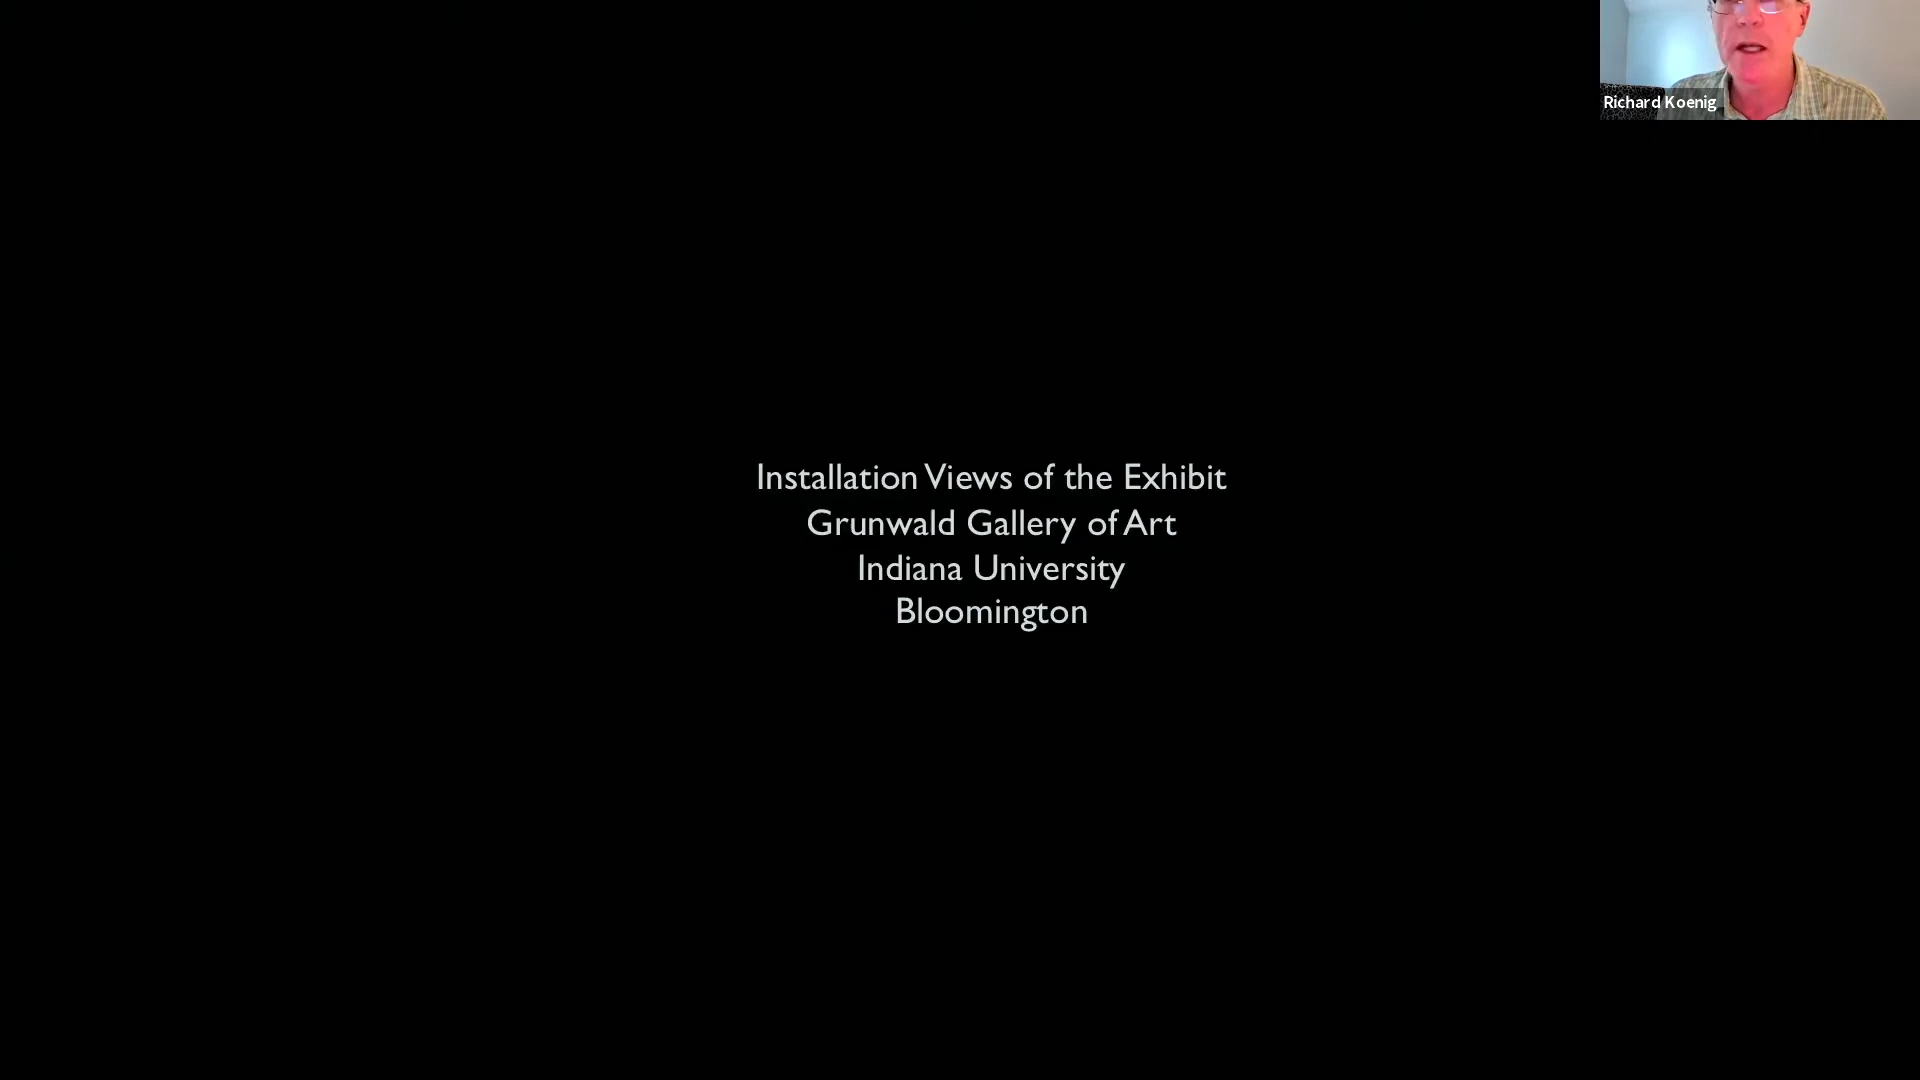 Richard Koenig
Installation Views of the Exhibit
Grunwald Gallery of Art
Indiana University
Bloomington